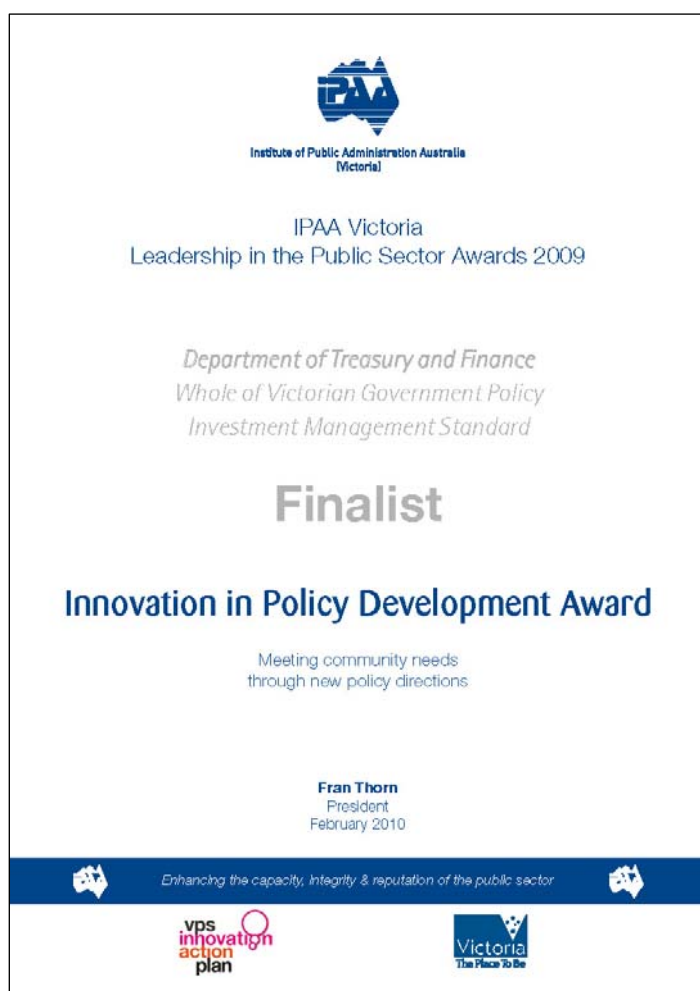 iPAA
Institute of Public Administration Australia
[Victoria]
IPAA Victoria
Leadership in the Public Sector Awards 2009
Department of Treasury and Finance
Whole of Victorian Government Policy
Investment Management Standard
Finalist
Innovation in Policy Development Award
Meeting community needs
through new policy directions
Fran Thorn
President
February 2010
Enhancing the capacity, integrity & reputation of the public sector
vps
innovation
action
plan
Victoria
The Place To Be